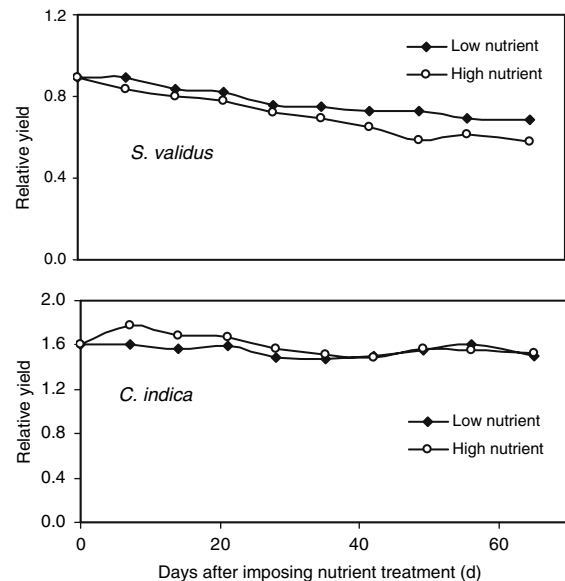 1.2
0.8
0.4
0.0
Relative yield
Low nutrient
High nutrient
S. validus
2.0
1.6
1.2
0.8
0.4
0.0
Relative yield
C. indica
Low nutrient
High nutrient
0 20 40 60
Days after imposing nutrient treatment (d)